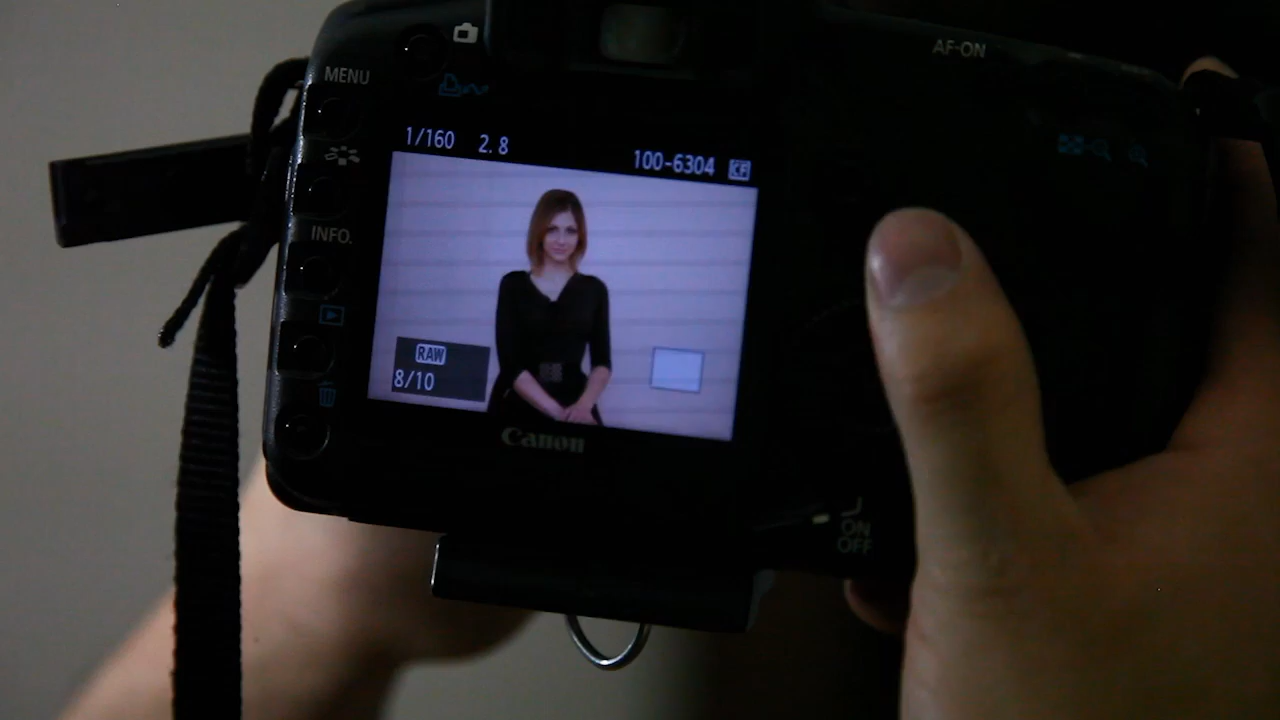 AF-ON
MENU
1/160 2.8 100-6304 CF
INFO.
RAW
8/10
Canon
ON
OFF